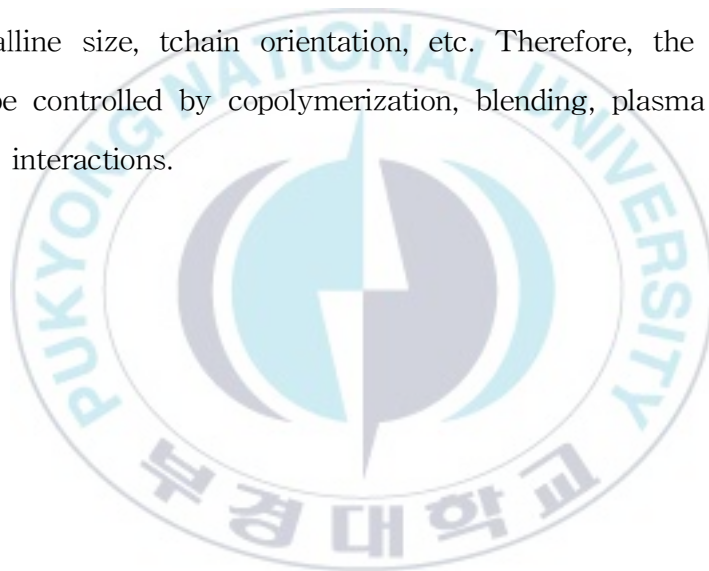 alline size, tchain orientation, etc. Therefore, the
be controlled by copolymerization, blending, plasma
interactions.
PUKYONG NATIONAL UNIVERSITY
부경대학교